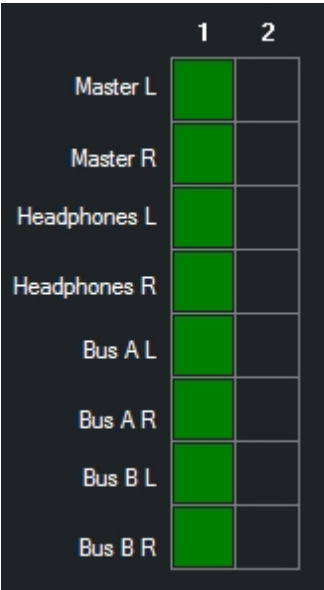 1 2
Master L
Master R
Headphones L
Headphones R
Bus A L
Bus A R
Bus B L
Bus B R